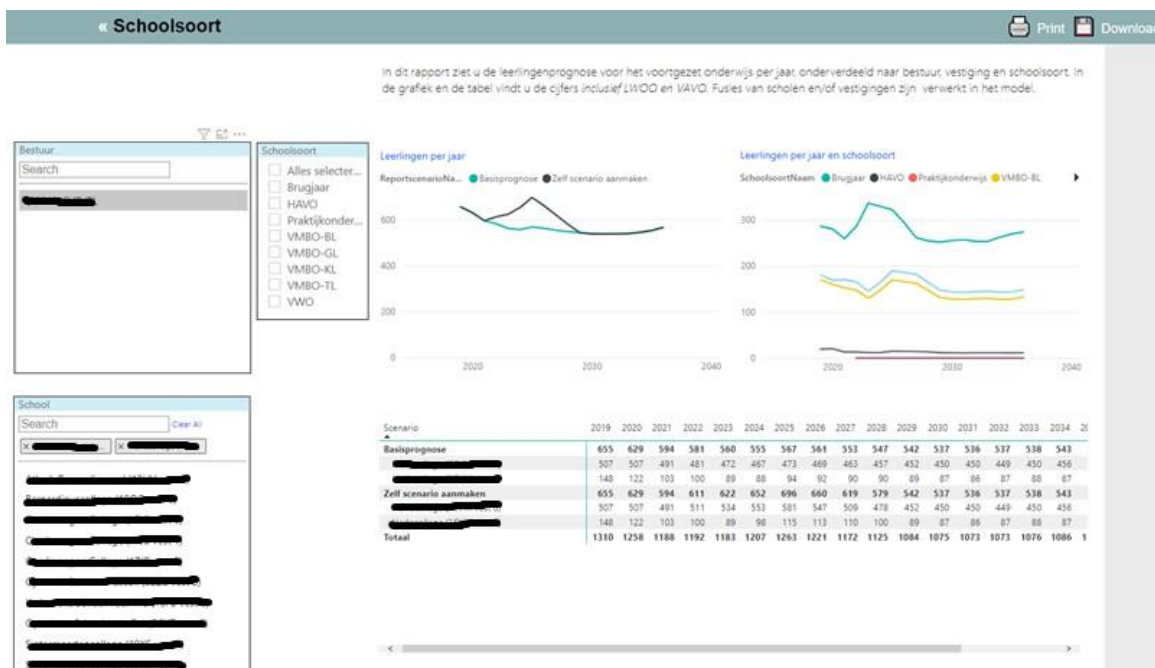 « Schoolsoort
Print Download
In dit rapport ziet u de leerlingenprognose voor het voortgezet onderwijs per jaar, onderverdeeld naar bestuur, vestiging en schoolsoort. In
de grafiek en de tabel vindt u de cijfers inclusief LWOO en VAVO. Fusies van scholen en/of vestigingen zijn verwerkt in het model.
Bestuur
Search
Schoolsoort
Alles selecter...
Brugjaar
HAVO
Praktijkonder...
VMBO-BL
VMBO-GL
VMBO-KL
VMBO-TL
VWO
Leerlingen per jaar
ReportscenarioNa... Basisprognose Zelf scenario aanmaken
600
400
200
0
2020 2030 2040
Leerlingen per jaar en schoolsoort
SchoolsoortNaam Brugjaar HAVO Praktijkonderwijs VMBO-BL
300
200
100
0
2020 2030 2040
School
Search Clear All
Scenario 2019 2020 2021 2022 2023 2024 2025 2026 2027 2028 2029 2030 2031 2032 2033 2034 20
Basisprognose 655 629 594 581 560 555 567 561 553 547 542 537 536 537 538 543
507 507 491 481 472 467 473 469 463 457 452 450 450 449 450 456
148 122 103 100 89 88 94 92 92 90 90 89 87 86 87 88 87
Zelf scenario aanmaken 655 629 594 611 622 652 696 660 619 579 542 537 536 537 538 543
507 507 491 511 534 553 581 547 509 478 452 450 450 449 450 456
148 122 103 100 89 98 115 113 110 100 89 87 86 87 88 87
Totaal 1310 1258 1188 1192 1183 1207 1263 1221 1172 1125 1084 1075 1073 1073 1076 1086 1